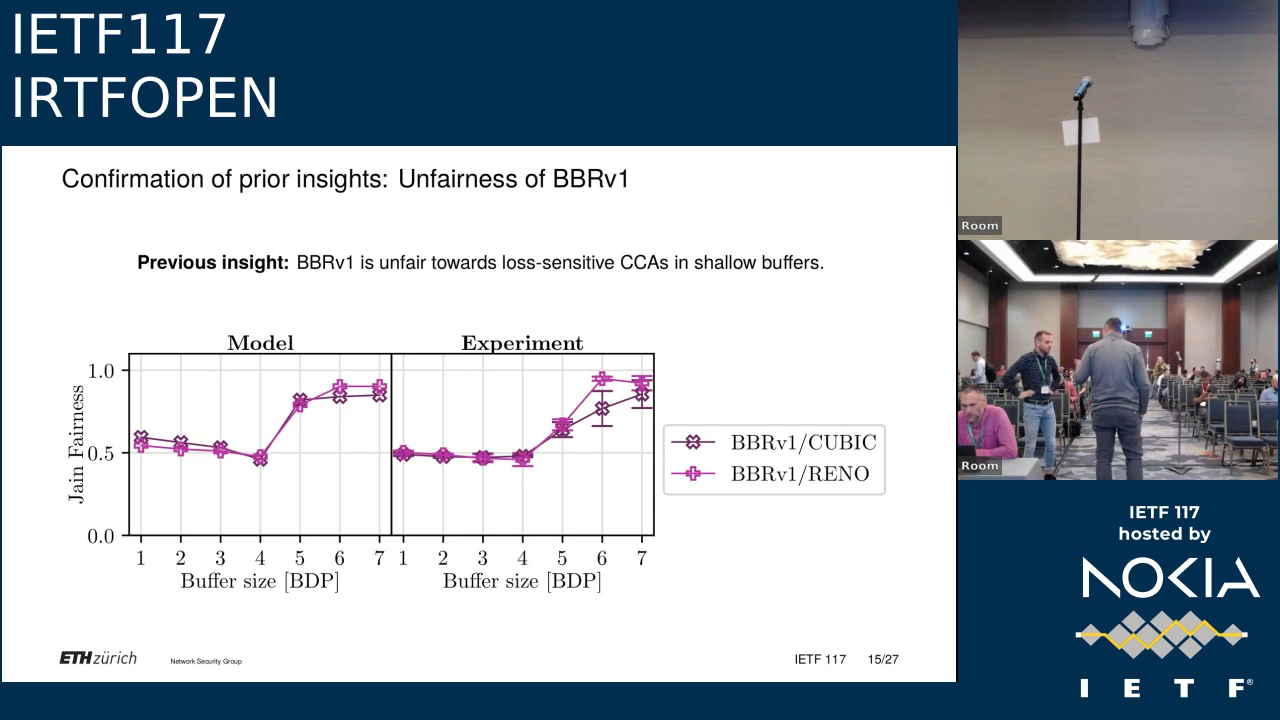 IETF117
IRTFOPEN
Confirmation of prior insights: Unfairness of BBRv1
Previous insight: BBRv1 is unfair towards loss-sensitive CCAs in shallow buffers.
Model
Experiment
Jain Fairness
1.0
0.5
0.0
1 2 3 4 5 6 7
1 2 3 4 5 6 7
Buffer size [BDP]
Buffer size [BDP]
BBRv1/CUBIC
BBRv1/RENO
ETH zürich
Network Security Group
IETF 117
15/27
Room
Room
IETF 117
hosted by
NOKIA
I E T F®